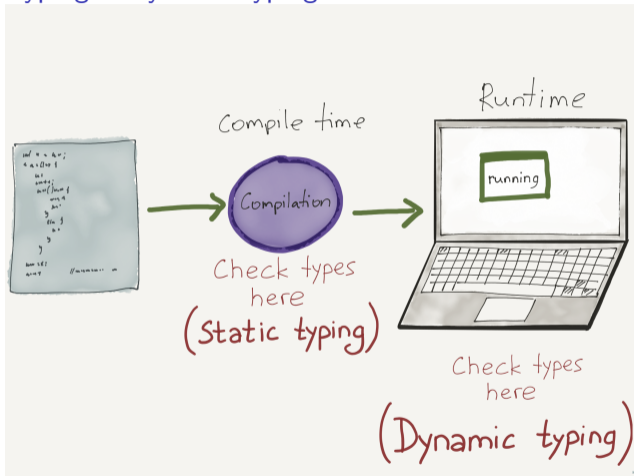 Compile time
Runtime
Compilation
running
Check types
here
(Static typing)
Check types
here
(Dynamic typing)